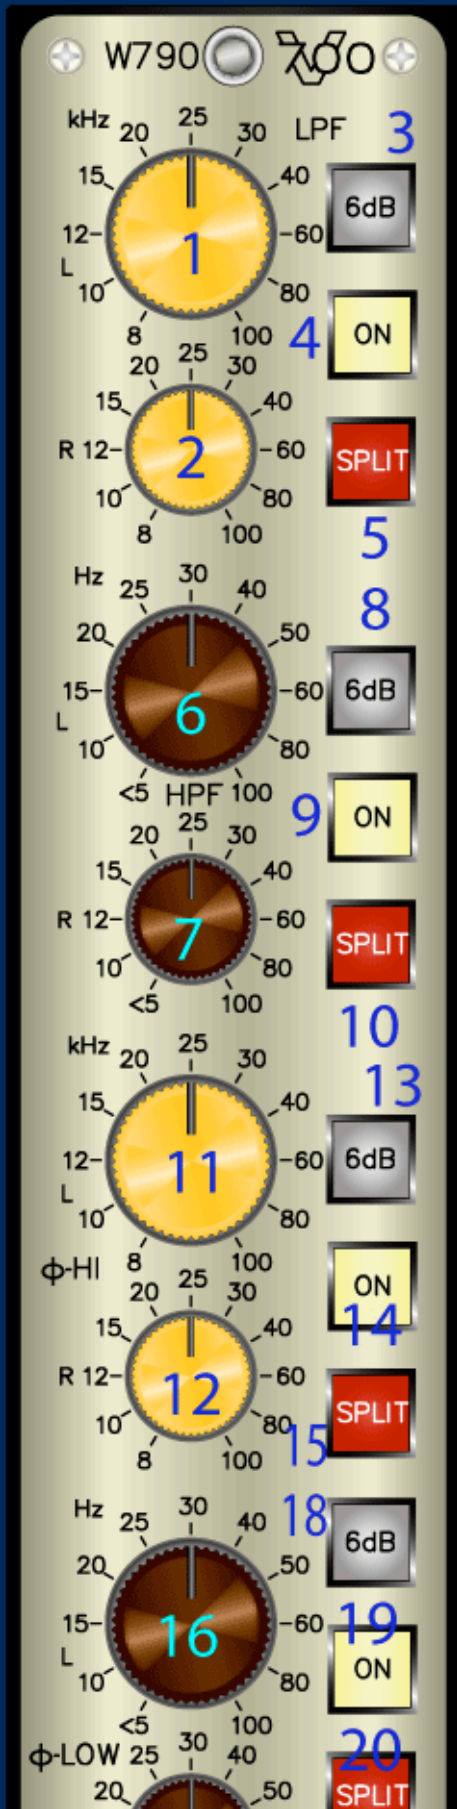 W790 700
kHz 20 25 30 LPF 3
15 40 6dB
12 1 60
L
10 80
8 100 4 ON
20 25 30
15 40
R 12 2 60 SPLIT
10 80
8 100 5
Hz 25 30 40 8
20 50
15 6 60 6dB
L
10 80
<5 HPF 100 9 ON
20 25 30
15 40
R 12 7 60 SPLIT
10 80
<5 100 10
kHz 20 25 30 13
15 40
12 11 60 6dB
L
10 80
ϕ-HI 8 100 ON
20 25 30 14
15 40
R 12 12 60 SPLIT
10 80 15
8 100
Hz 25 30 40 18 6dB
20 50
15 16 60 19
L ON
10 80
<5 100
ϕ-LOW 25 30 40 20
20 50 SPLIT